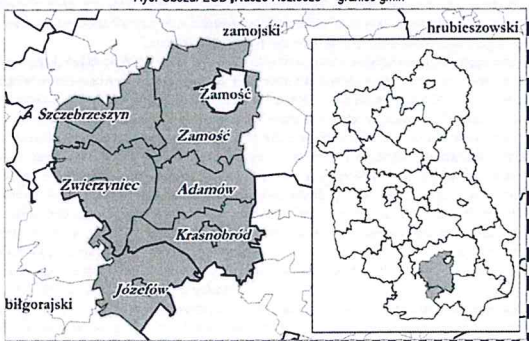 zamojski
hrubieszowski
Zamość
Szczebrzeszyn
Zamość
Zwierzyniec
Adamów
Krasnobród
Józefów
biłgorajski